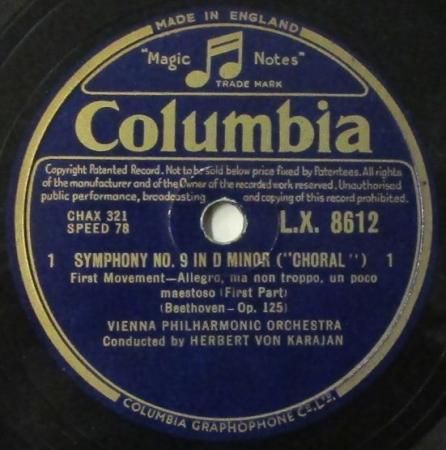 MADE IN ENGLAND
"Magic Notes"
TRADE MARK
Columbia
Copyright Patented Record. Not to be sold below price fixed by Patentees. All rights
of the manufacturer and of the Owner of the recorded work reserved. Unauthorised
public performance, broadcasting and copying of this record prohibited.
CHAX 321
SPEED 78
L.X. 8612
1 SYMPHONY NO. 9 IN D MINOR ("CHORAL") 1
First Movement—Allegro, ma non troppo, un poco
maestoso (First Part)
(Beethoven—Op. 125)
VIENNA PHILHARMONIC ORCHESTRA
Conducted by HERBERT VON KARAJAN
COLUMBIA GRAPHOPHONE Co. LTD.